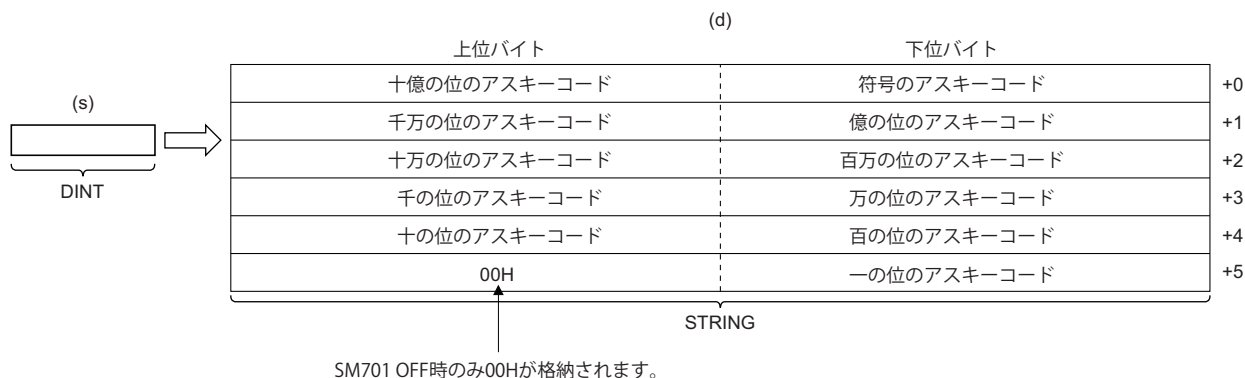 (d)
上位バイト 下位バイト
十億の位のアスキーコード 符号のアスキーコード +0
(s) 千万の位のアスキーコード 億の位のアスキーコード +1
十万の位のアスキーコード 百万の位のアスキーコード +2
DINT 千の位のアスキーコード 万の位のアスキーコード +3
十の位のアスキーコード 百の位のアスキーコード +4
00H 一の位のアスキーコード +5
STRING
SM701 OFF時のみ00Hが格納されます。